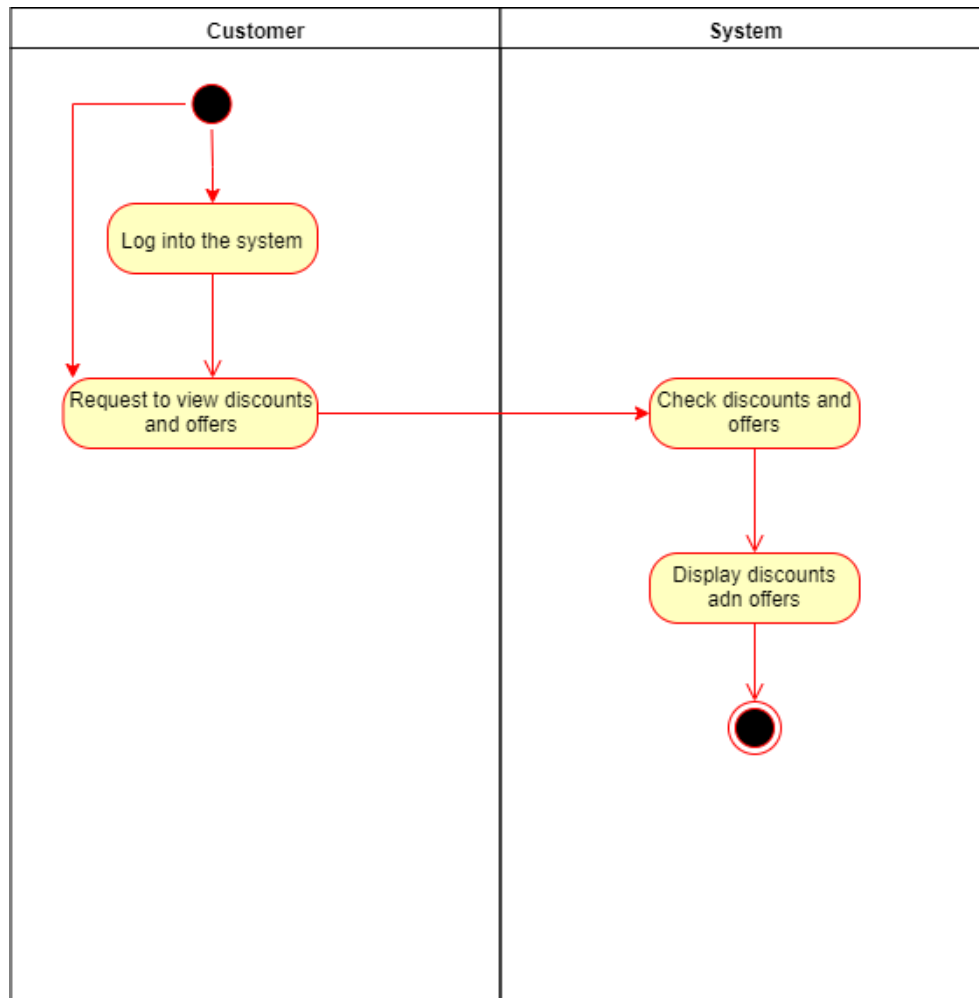 Customer
System
Log into the system
Request to view discounts
and offers
Check discounts and
offers
Display discounts
adn offers